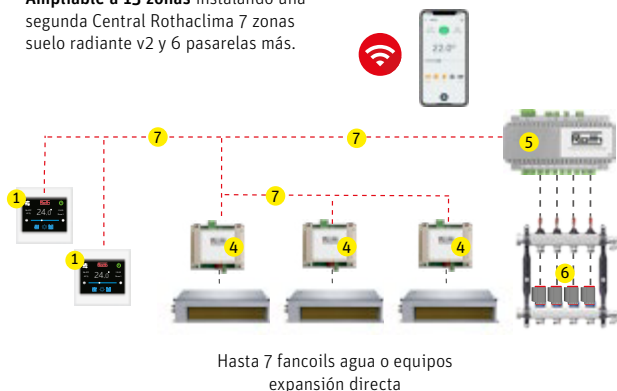 Ampliable a 13 zonas instalando una
segunda Central Rothaclima 7 zonas
suelo radiante v2 y 6 pasarelas más.
22.0°
7
7
5
Roth
1
24.0°
7
4
4
4
1
24.0°
6
Hasta 7 fancoils agua o equipos
expansión directa